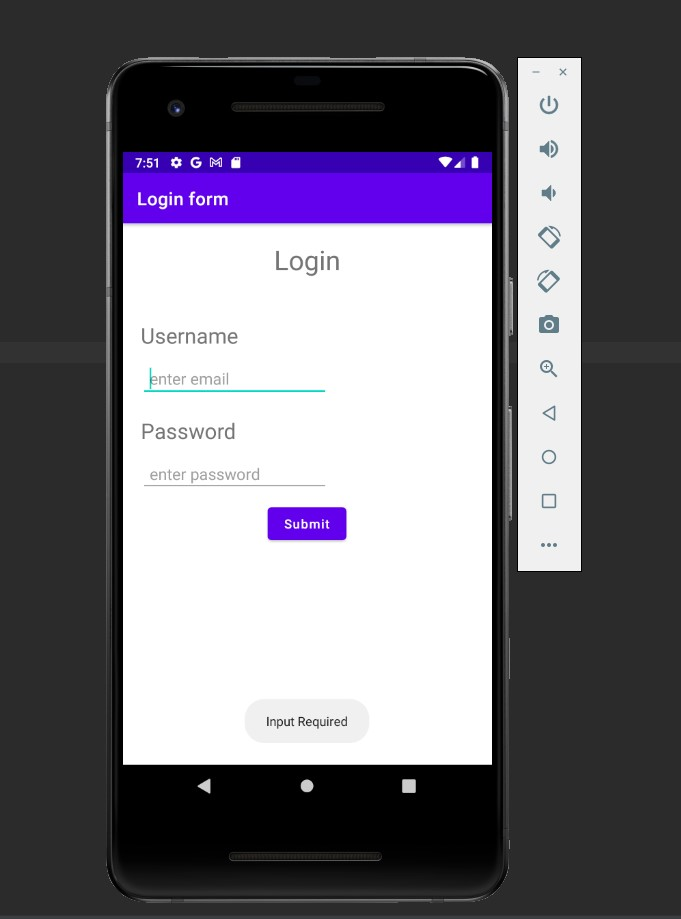 7:51
Login form
Login
Username
enter email
Password
enter password
Submit
Input Required